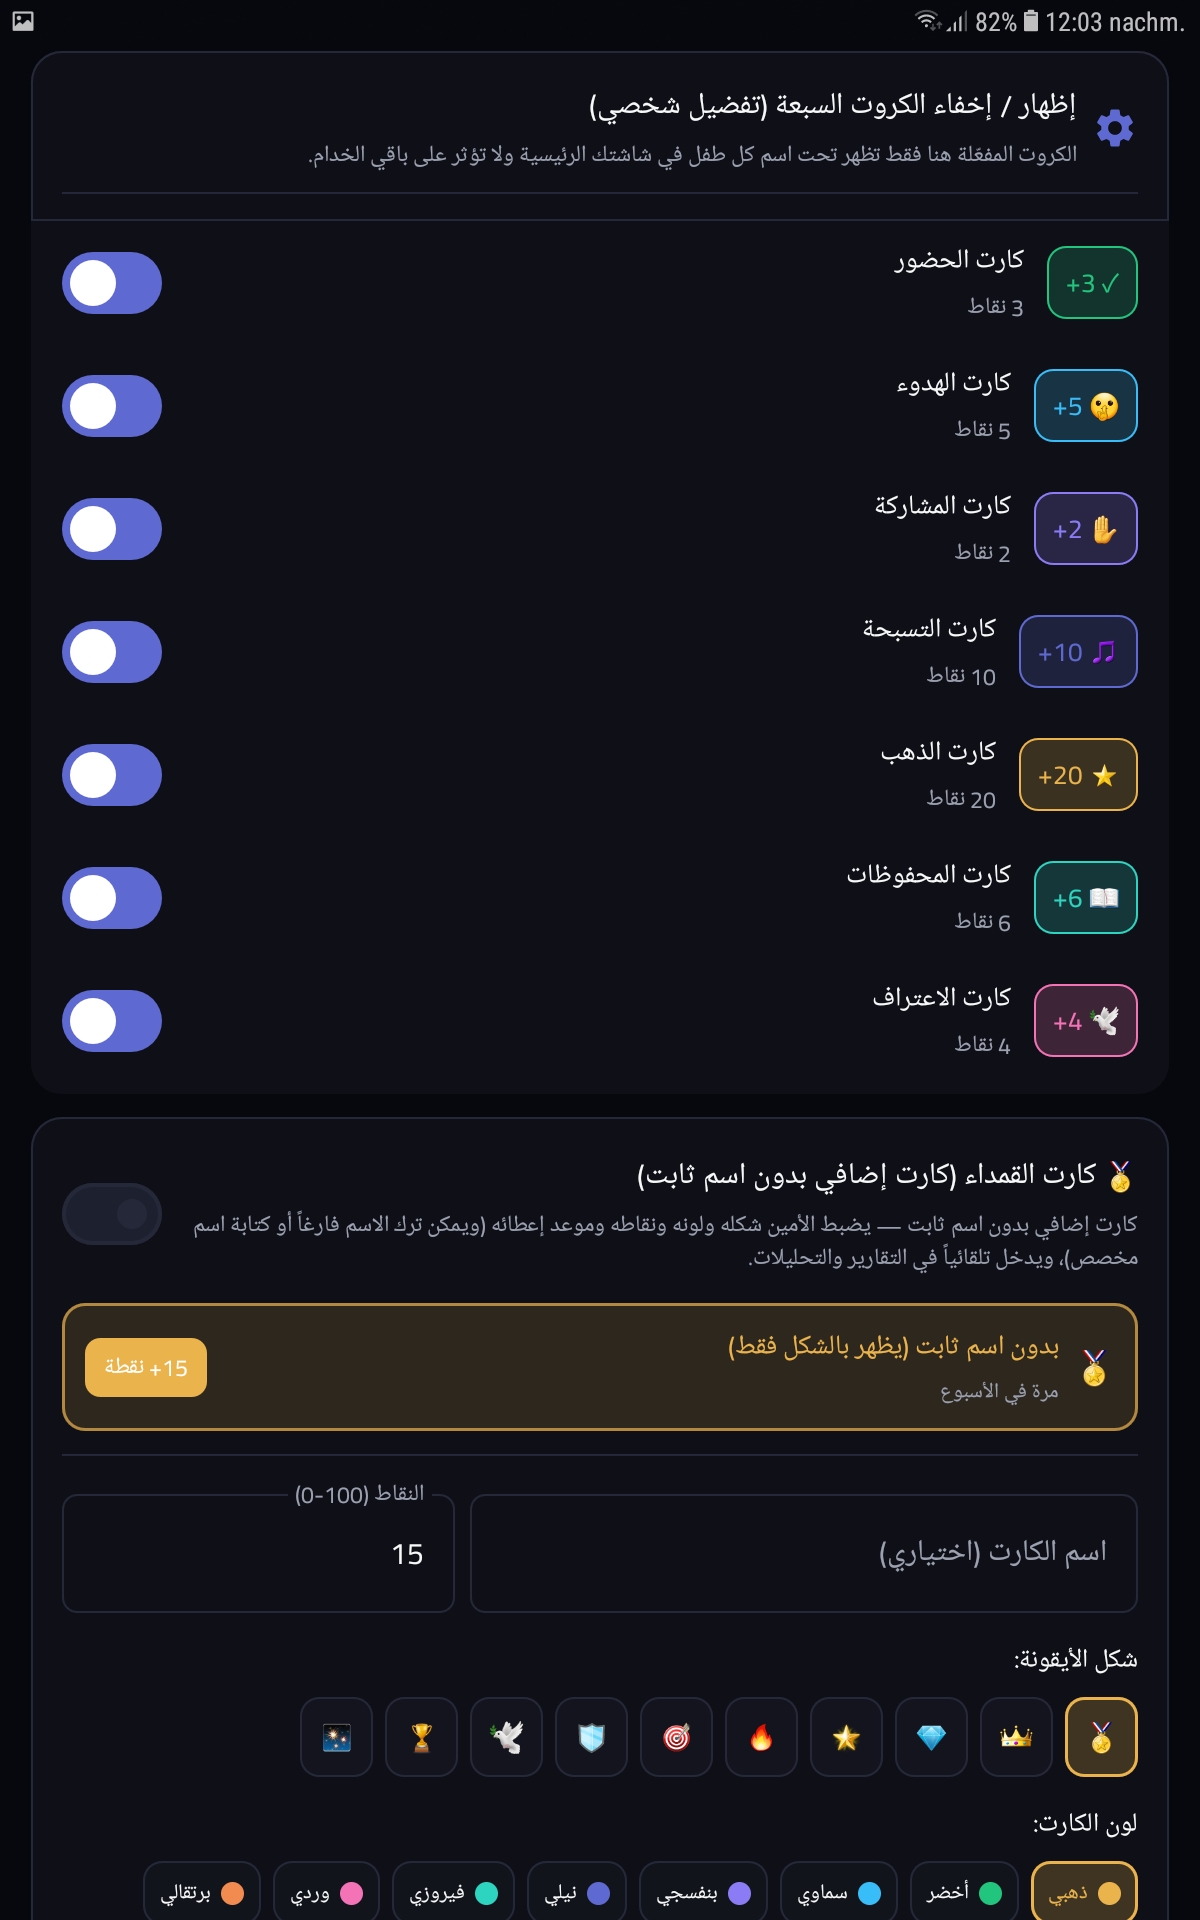 82% 12:03 nachm.
إظهار / إخفاء الكروت السبعة (تفضيل شخصي)
الكروت المفعّلة هنا فقط تظهر تحت اسم كل طفل في شاشتك الرئيسية ولا تؤثر على باقي الخدام.
✓ +3
كارت الحضور
3 نقاط
🤫 +5
كارت الهدوء
5 نقاط
✋ +2
كارت المشاركة
2 نقاط
🎵 +10
كارت التسبحة
10 نقاط
⭐ +20
كارت الذهب
20 نقاط
📖 +6
كارت المحفوظات
6 نقاط
🕊️ +4
كارت الاعتراف
4 نقاط
🏅 كارت القمداء (كارت إضافي بدون اسم ثابت)
كارت إضافي بدون اسم ثابت — يضبط الأمين شكله ولونه ونقاطه وموعد إعطائه (ويمكن ترك الاسم فارغاً أو كتابة اسم
مخصص)، ويدخل تلقائياً في التقارير والتحليلات.
بدون اسم ثابت (يظهر بالشكل فقط)
مرة في الأسبوع
+15 نقطة
اسم الكارت (اختياري)
النقاط (0-100)
15
شكل الأيقونة:
لون الكارت:
ذهبي
أخضر
سماوي
بنفسجي
نيلي
فيروزي
وردي
برتقالي